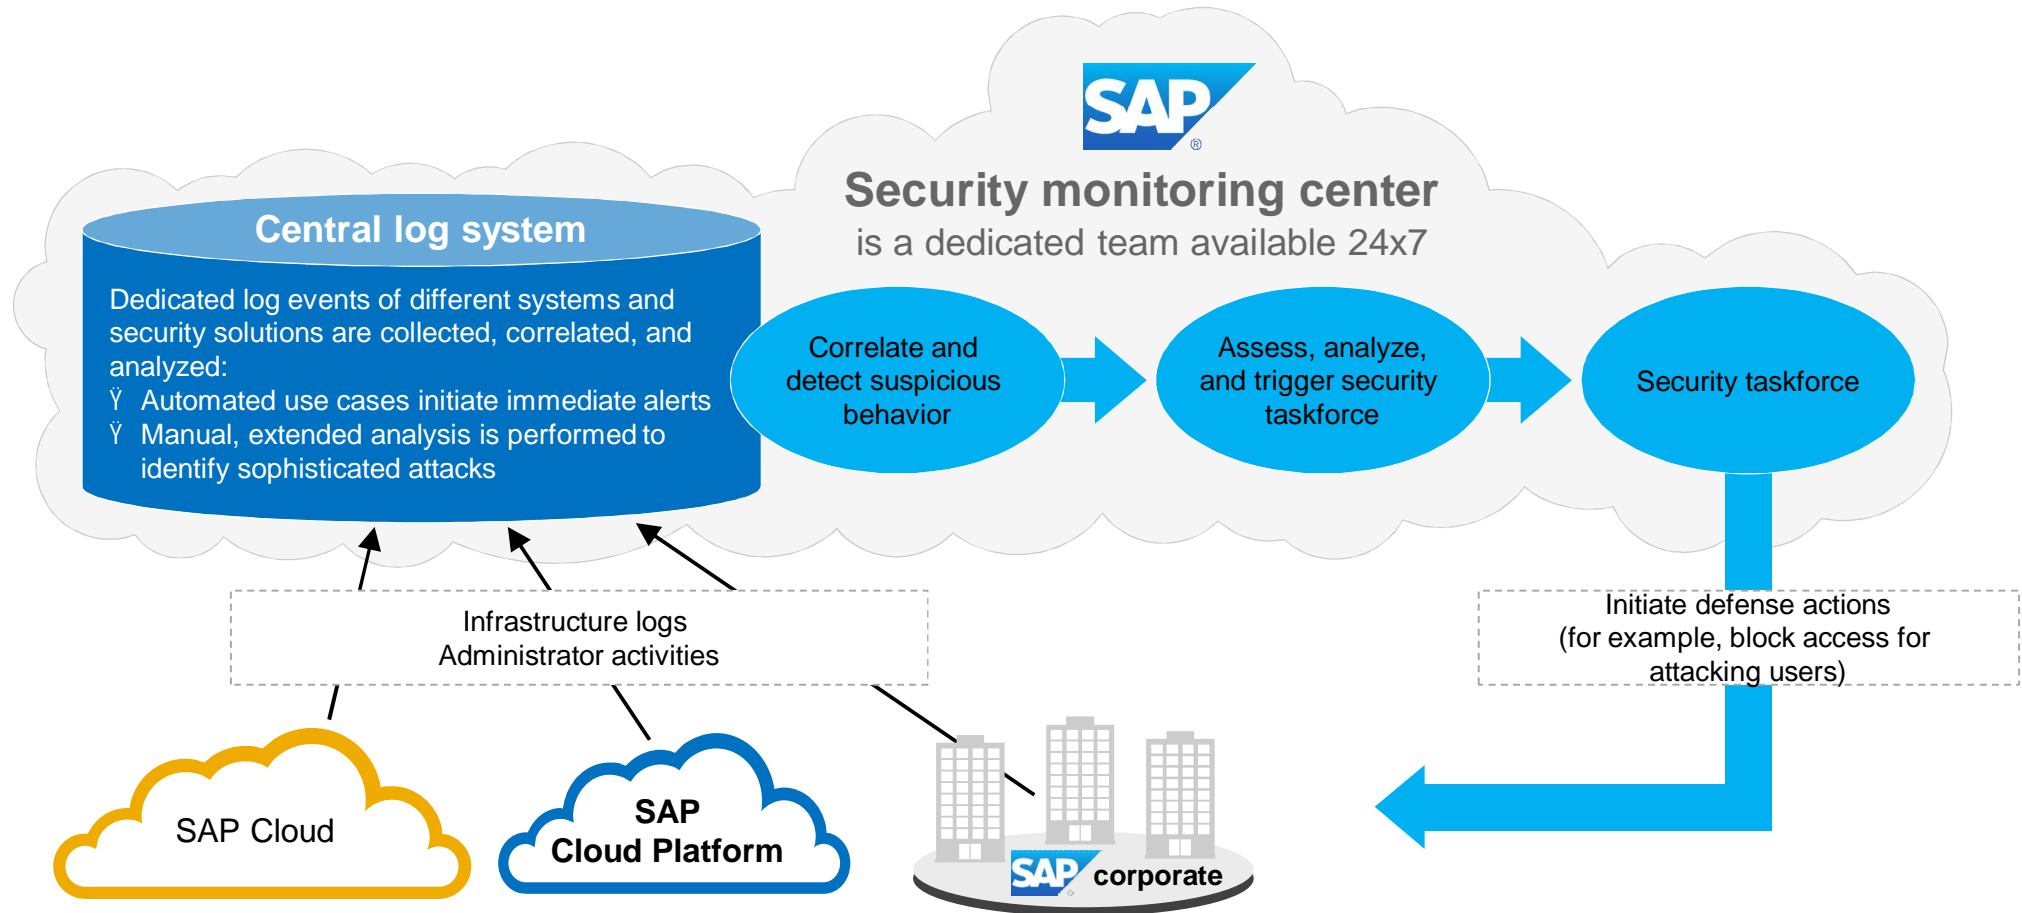 SAP
®
Security monitoring center
is a dedicated team available 24x7
Central log system
Dedicated log events of different systems and
security solutions are collected, correlated, and
analyzed:
Ÿ Automated use cases initiate immediate alerts
Ÿ Manual, extended analysis is performed to
identify sophisticated attacks
Correlate and
detect suspicious
behavior
Assess, analyze,
and trigger security
taskforce
Security taskforce
Infrastructure logs
Administrator activities
Initiate defense actions
(for example, block access for
attacking users)
SAP Cloud
SAP
Cloud Platform
SAP corporate